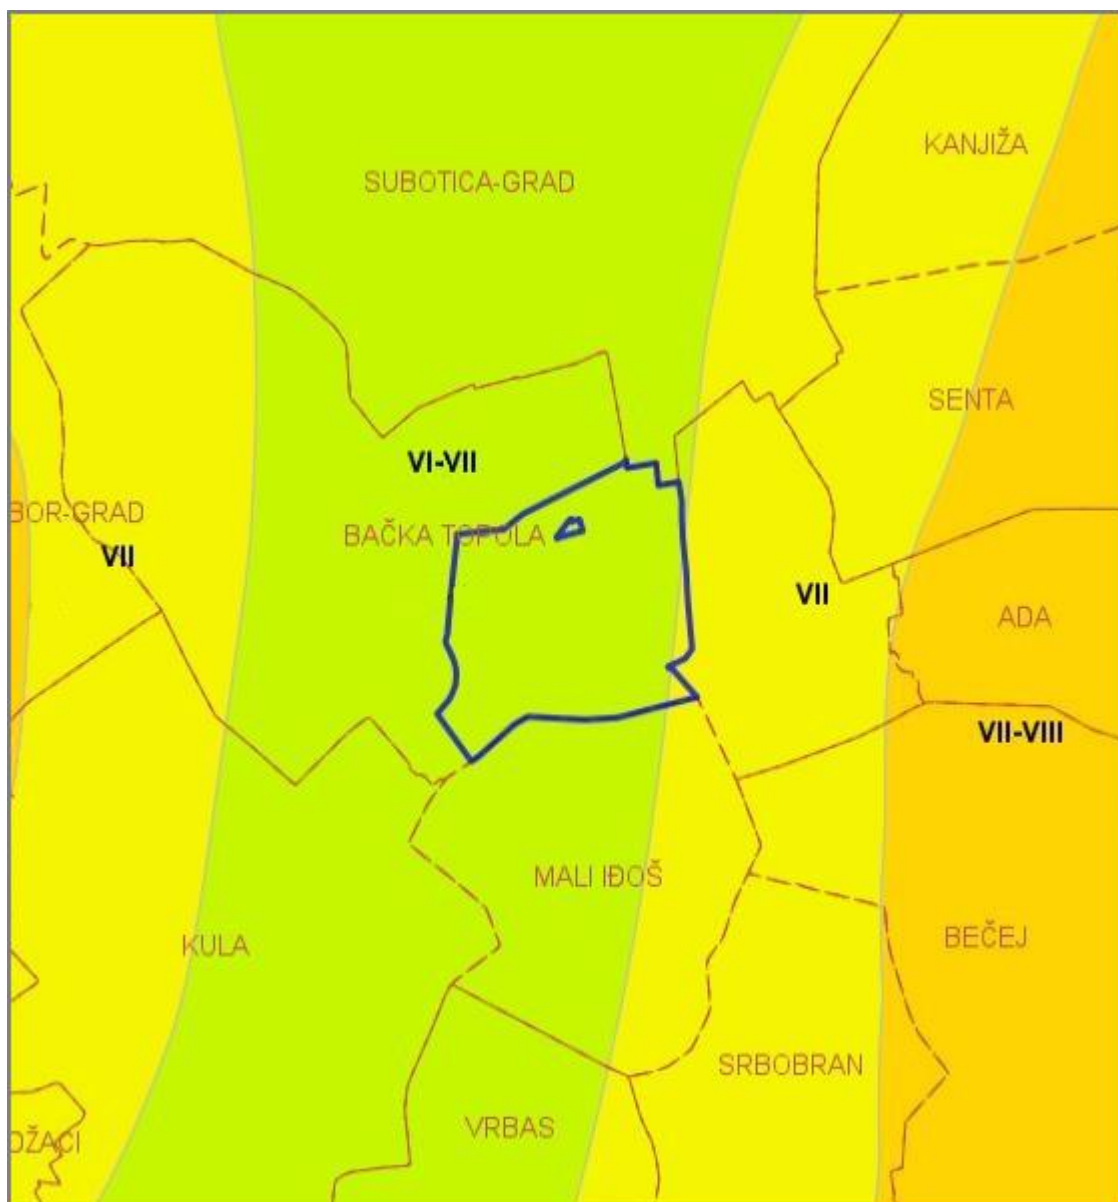 KANJIŽA
SUBOTICA-GRAD
SENTA
VI-VII
BOR-GRAD
BAČKA TOPOLA
VII
VII
ADA
VII-VIII
MALI IĐOŠ
KULA
BEČEJ
SRBOBRAN
VRBAS
DŽACI